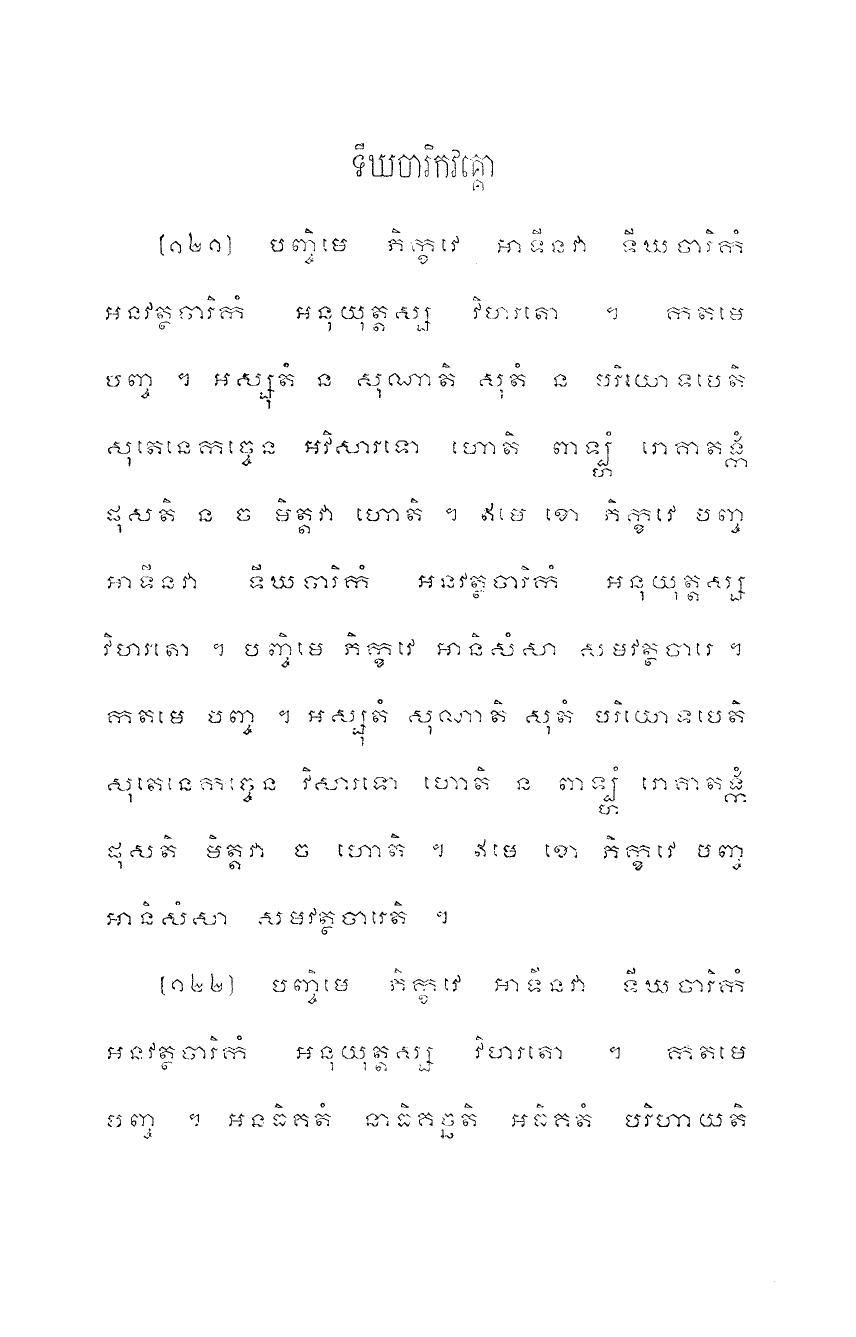 ទីឃចារិកវគ្គោ
[១២១] បញ្ចិមេ ភិក្ខវេ អាទីនវា ទីឃចារិកំ
អនវត្ថចារិកំ អនុយុត្តស្ស វិហរតោ ។ កតមេ
បញ្ច ។ អស្សុតំ ន សុណាតិ សុតំ ន បរិយោទបេតិ
សុតេនេកច្ចេន អវិសារទោ ហោតិ ពាឡ្ហំ រោគាតង្កំ
ផុសតិ ន ច មិត្តវា ហោតិ ។ ឥមេ ខោ ភិក្ខវេ បញ្ច
អាទីនវា ទីឃចារិកំ អនវត្ថចារិកំ អនុយុត្តស្ស
វិហរតោ ។ បញ្ចិមេ ភិក្ខវេ អានិសំសា សមវត្ថចារេ ។
កតមេ បញ្ច ។ អស្សុតំ សុណាតិ សុតំ បរិយោទបេតិ
សុតេនេកច្ចេន វិសារទោ ហោតិ ន ពាឡ្ហំ រោគាតង្កំ
ផុសតិ មិត្តវា ច ហោតិ ។ ឥមេ ខោ ភិក្ខវេ បញ្ច
អានិសំសា សមវត្ថចារេតិ ។
[១២២] បញ្ចិមេ ភិក្ខវេ អាទីនវា ទីឃចារិកំ
អនវត្ថចារិកំ អនុយុត្តស្ស វិហរតោ ។ កតមេ
បញ្ច ។ អនធិគតំ នាធិគច្ឆតិ អធិគតំ បរិហាយតិ